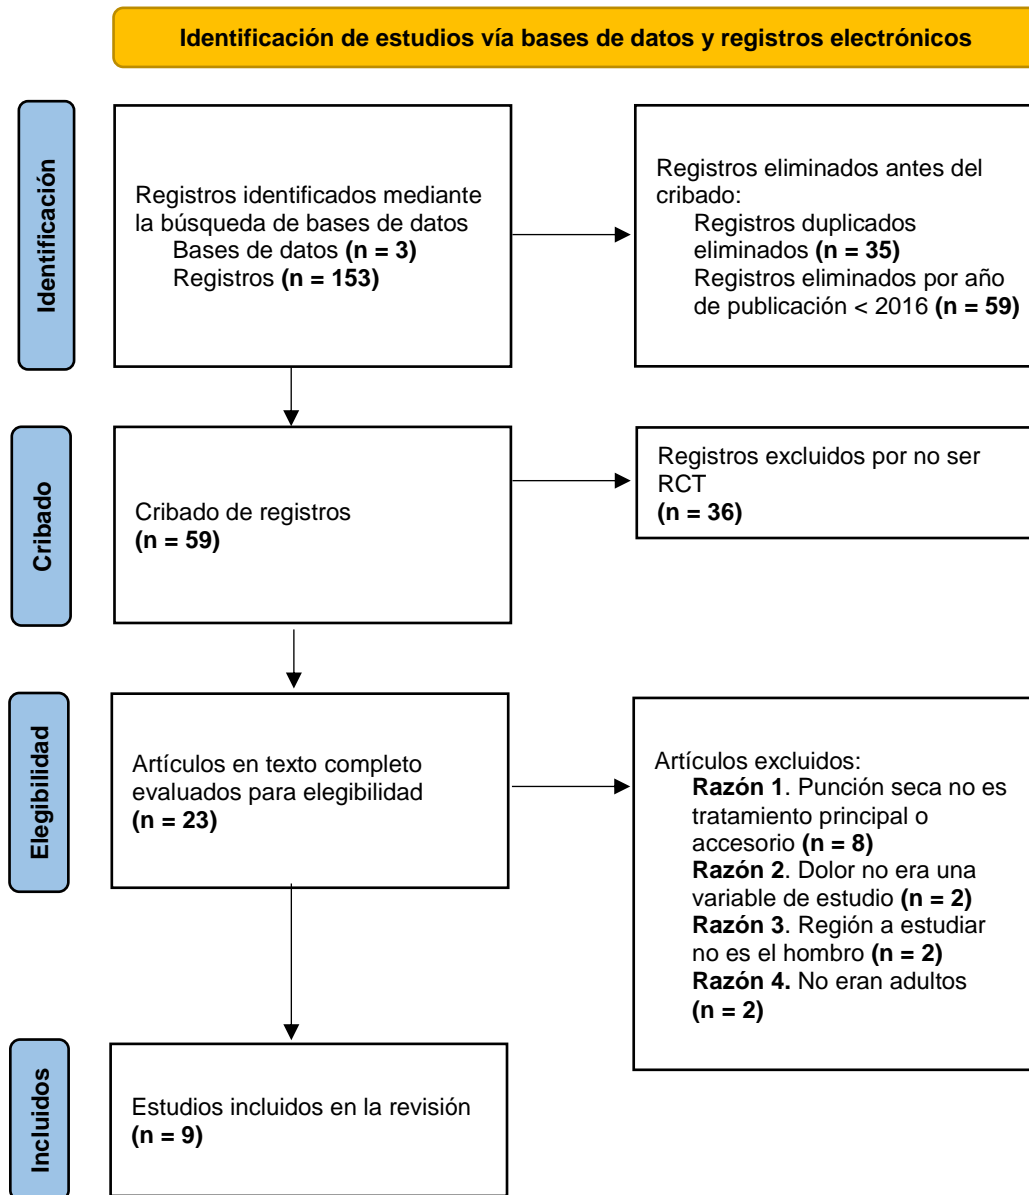 Identificación de estudios vía bases de datos y registros electrónicos
Identificación
Registros identificados mediante
la búsqueda de bases de datos
Bases de datos (n = 3)
Registros (n = 153)
Registros eliminados antes del
cribado:
Registros duplicados
eliminados (n = 35)
Registros eliminados por año
de publicación < 2016 (n = 59)
Cribado
Cribado de registros
(n = 59)
Registros excluidos por no ser
RCT
(n = 36)
Elegibilidad
Artículos en texto completo
evaluados para elegibilidad
(n = 23)
Artículos excluidos:
Razón 1. Punción seca no es
tratamiento principal o
accesorio (n = 8)
Razón 2. Dolor no era una
variable de estudio (n = 2)
Razón 3. Región a estudiar
no es el hombro (n = 2)
Razón 4. No eran adultos
(n = 2)
Incluidos
Estudios incluidos en la revisión
(n = 9)